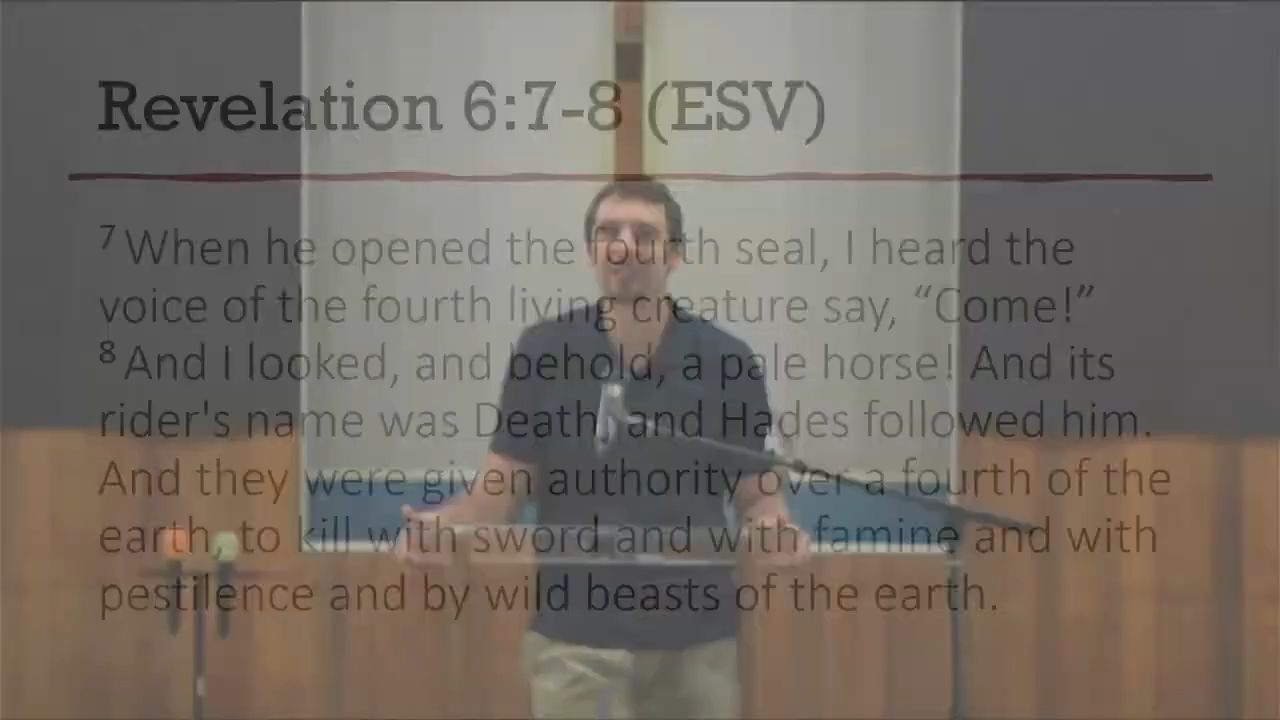 Revelation 6:7-8 (ESV)
7 When he opened the fourth seal, I heard the
voice of the fourth living creature say, “Come!”
8 And I looked, and behold, a pale horse! And its
rider's name was Death, and Hades followed him.
And they were given authority over a fourth of the
earth, to kill with sword and with famine and with
pestilence and by wild beasts of the earth.